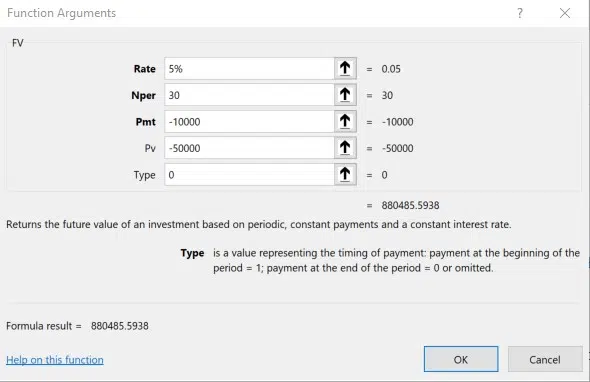 Function Arguments ? ×
FV
Rate 5% = 0.05
Nper 30 = 30
Pmt -10000 = -10000
Pv -50000 = -50000
Type 0 = 0
= 880485.5938
Returns the future value of an investment based on periodic, constant payments and a constant interest rate.
Type is a value representing the timing of payment: payment at the beginning of the
period = 1; payment at the end of the period = 0 or omitted.
Formula result = 880485.5938
Help on this function OK Cancel